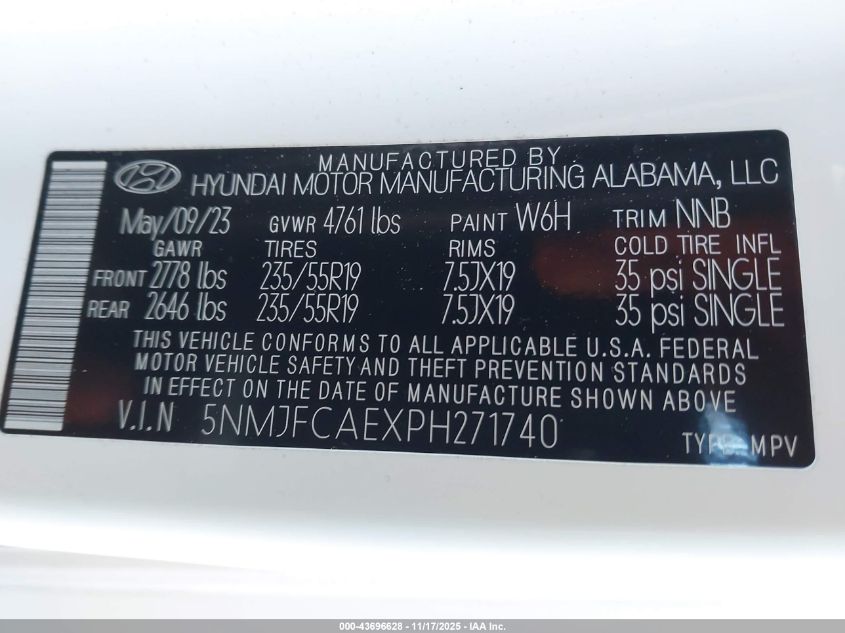 MANUFACTURED BY
HYUNDAI MOTOR MANUFACTURING ALABAMA, LLC
May/09/23 GVWR 4761 lbs PAINT W6H TRIM NNB
GAWR TIRES RIMS COLD TIRE INFL
FRONT 2778 lbs 235/55R19 7.5JX19 35 psi SINGLE
REAR 2646 lbs 235/55R19 7.5JX19 35 psi SINGLE
THIS VEHICLE CONFORMS TO ALL APPLICABLE U.S.A. FEDERAL
MOTOR VEHICLE SAFETY AND THEFT PREVENTION STANDARDS
IN EFFECT ON THE DATE OF MANUFACTURE SHOWN ABOVE
V.I.N 5NMJFCAEXPH271740
TYPE: MPV
000-43696628 - 11/17/2025 - IAA Inc.